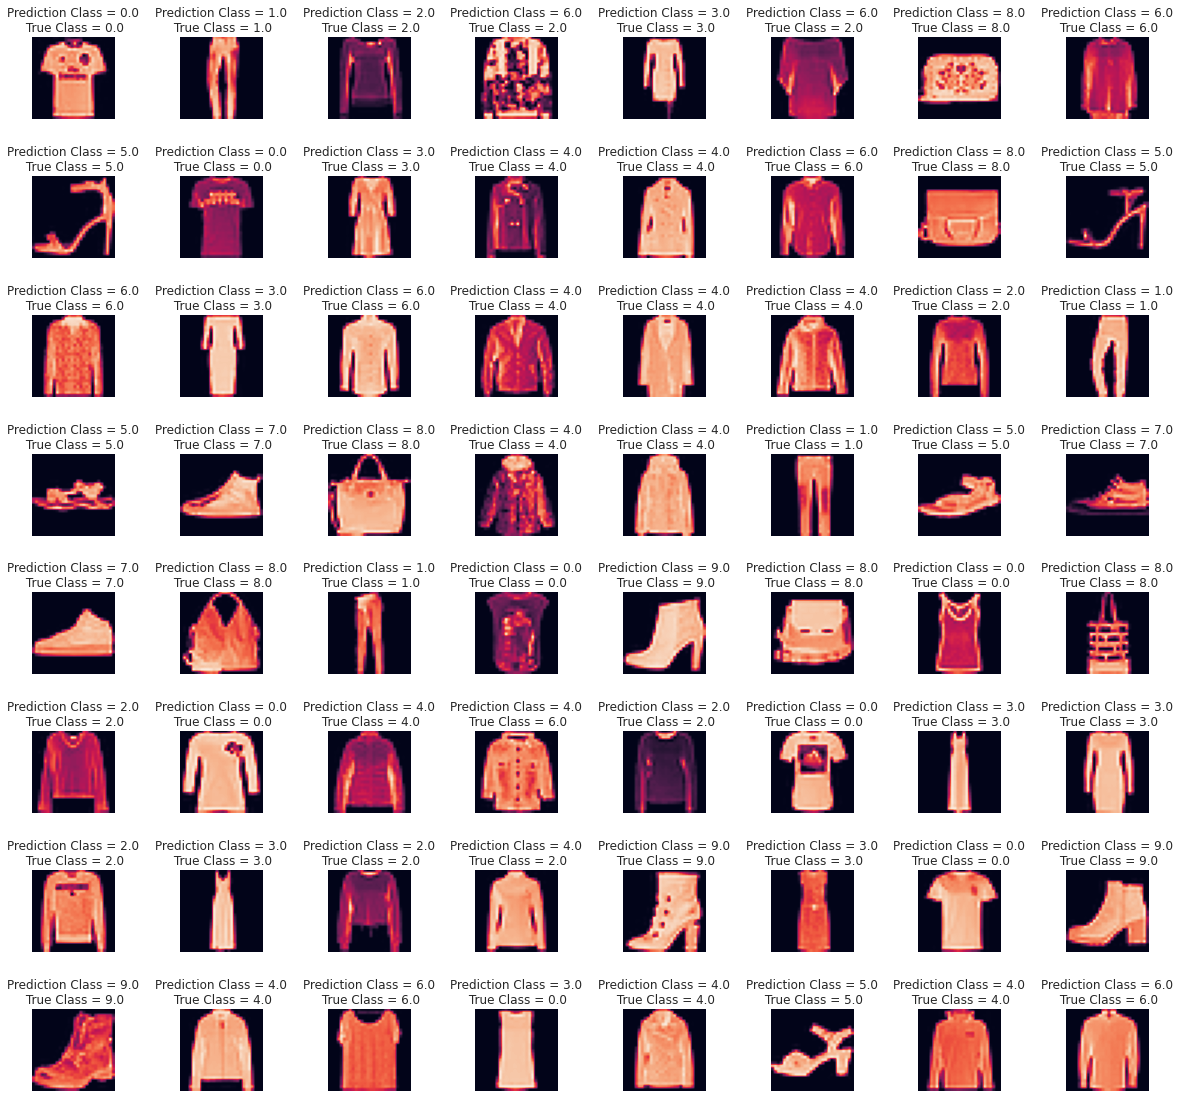 Prediction Class = 0.0 Prediction Class = 1.0 Prediction Class = 2.0 Prediction Class = 6.0 Prediction Class = 3.0 Prediction Class = 6.0 Prediction Class = 8.0 Prediction Class = 6.0
True Class = 0.0 True Class = 1.0 True Class = 2.0 True Class = 2.0 True Class = 3.0 True Class = 2.0 True Class = 8.0 True Class = 6.0
Prediction Class = 5.0 Prediction Class = 0.0 Prediction Class = 3.0 Prediction Class = 4.0 Prediction Class = 4.0 Prediction Class = 6.0 Prediction Class = 8.0 Prediction Class = 5.0
True Class = 5.0 True Class = 0.0 True Class = 3.0 True Class = 4.0 True Class = 4.0 True Class = 6.0 True Class = 8.0 True Class = 5.0
Prediction Class = 6.0 Prediction Class = 3.0 Prediction Class = 6.0 Prediction Class = 4.0 Prediction Class = 4.0 Prediction Class = 4.0 Prediction Class = 2.0 Prediction Class = 1.0
True Class = 6.0 True Class = 3.0 True Class = 6.0 True Class = 4.0 True Class = 4.0 True Class = 4.0 True Class = 2.0 True Class = 1.0
Prediction Class = 5.0 Prediction Class = 7.0 Prediction Class = 8.0 Prediction Class = 4.0 Prediction Class = 4.0 Prediction Class = 1.0 Prediction Class = 5.0 Prediction Class = 7.0
True Class = 5.0 True Class = 7.0 True Class = 8.0 True Class = 4.0 True Class = 4.0 True Class = 1.0 True Class = 5.0 True Class = 7.0
Prediction Class = 7.0 Prediction Class = 8.0 Prediction Class = 1.0 Prediction Class = 0.0 Prediction Class = 9.0 Prediction Class = 8.0 Prediction Class = 0.0 Prediction Class = 8.0
True Class = 7.0 True Class = 8.0 True Class = 1.0 True Class = 0.0 True Class = 9.0 True Class = 8.0 True Class = 0.0 True Class = 8.0
Prediction Class = 2.0 Prediction Class = 0.0 Prediction Class = 4.0 Prediction Class = 4.0 Prediction Class = 2.0 Prediction Class = 0.0 Prediction Class = 3.0 Prediction Class = 3.0
True Class = 2.0 True Class = 0.0 True Class = 4.0 True Class = 6.0 True Class = 2.0 True Class = 0.0 True Class = 3.0 True Class = 3.0
Prediction Class = 2.0 Prediction Class = 3.0 Prediction Class = 2.0 Prediction Class = 4.0 Prediction Class = 9.0 Prediction Class = 3.0 Prediction Class = 0.0 Prediction Class = 9.0
True Class = 2.0 True Class = 3.0 True Class = 2.0 True Class = 2.0 True Class = 9.0 True Class = 3.0 True Class = 0.0 True Class = 9.0
Prediction Class = 9.0 Prediction Class = 4.0 Prediction Class = 6.0 Prediction Class = 3.0 Prediction Class = 4.0 Prediction Class = 5.0 Prediction Class = 4.0 Prediction Class = 6.0
True Class = 9.0 True Class = 4.0 True Class = 6.0 True Class = 0.0 True Class = 4.0 True Class = 5.0 True Class = 4.0 True Class = 6.0